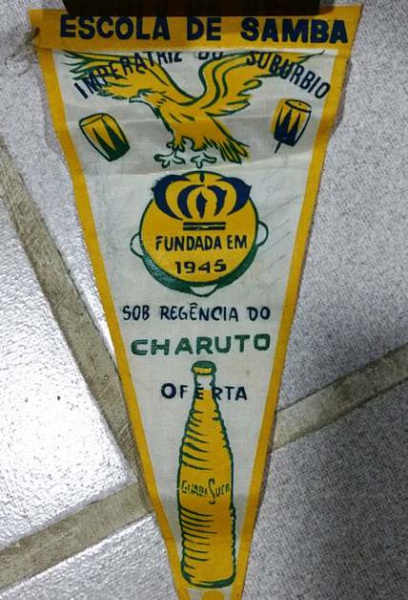 ESCOLA DE SAMBA
IMPERATRIZ DO SUBURBIO
FUNDADA EM
1945
SOB REGÊNCIA DO
CHARUTO
OFERTA